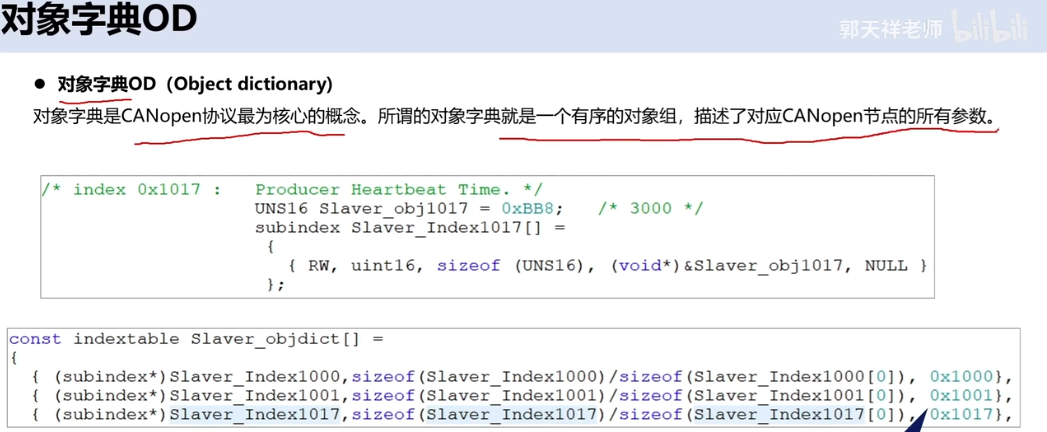 对象字典OD
郭天祥老师 bilibili
● 对象字典OD（Object dictionary)
对象字典是CANopen协议最为核心的概念。所谓的对象字典就是一个有序的对象组，描述了对应CANopen节点的所有参数。
/* index 0x1017 :   Producer Heartbeat Time. */
UNS16 Slaver_obj1017 = 0xBB8;   /* 3000 */
subindex Slaver_Index1017[] =
{
{ RW, uint16, sizeof (UNS16), (void*)&Slaver_obj1017, NULL }
};
const indextable Slaver_objdict[] =
{
{ (subindex*)Slaver_Index1000,sizeof(Slaver_Index1000)/sizeof(Slaver_Index1000[0]), 0x1000},
{ (subindex*)Slaver_Index1001,sizeof(Slaver_Index1001)/sizeof(Slaver_Index1001[0]), 0x1001},
{ (subindex*)Slaver_Index1017,sizeof(Slaver_Index1017)/sizeof(Slaver_Index1017[0]), 0x1017},